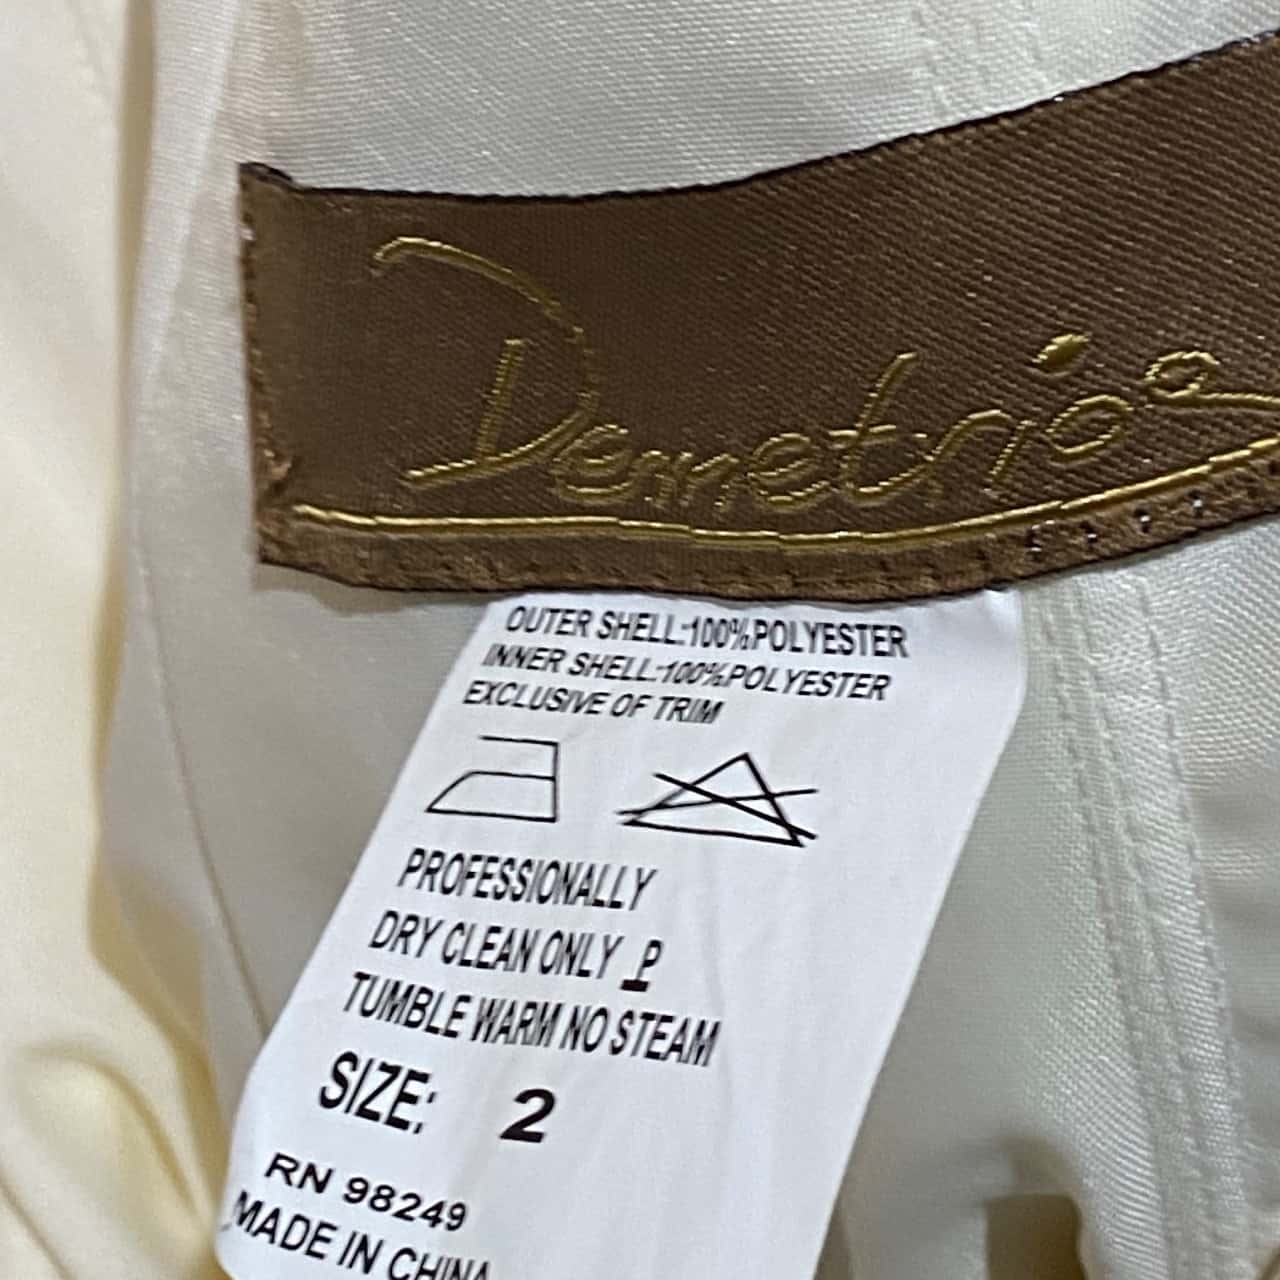 Demetrios
OUTER SHELL:100%POLYESTER
INNER SHELL:100%POLYESTER
EXCLUSIVE OF TRIM
PROFESSIONALLY
DRY CLEAN ONLY P
TUMBLE WARM NO STEAM
SIZE: 2
RN 98249
MADE IN CHINA